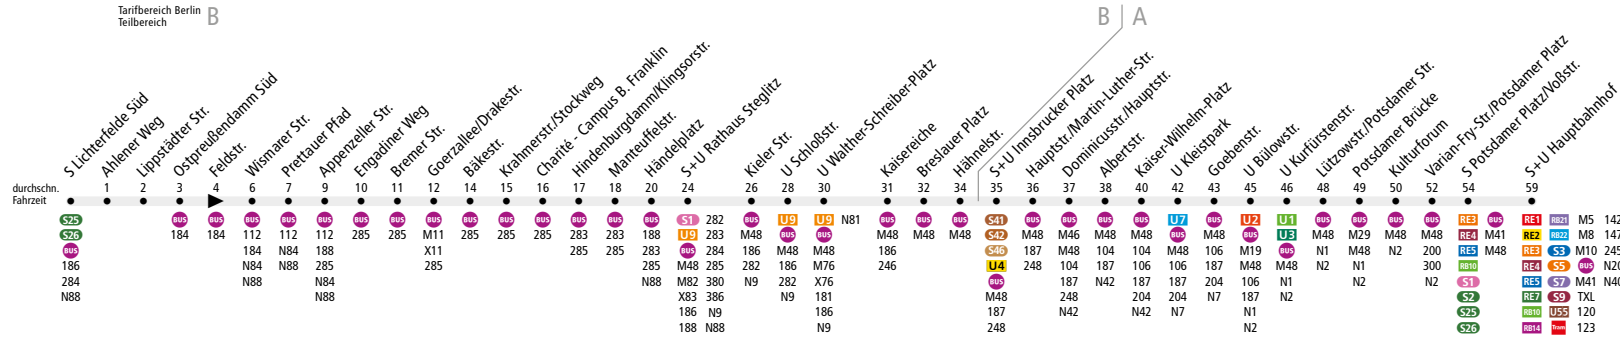 Tarifbereich Berlin B
Teilbereich
B A
S Lichterfelde Süd
Ahlener Weg
Lippstädter Str.
Ostpreußendamm Süd
Feldstr.
Wismarer Str.
Prettauer Pfad
Appenzeller Str.
Engadiner Weg
Bremer Str.
Goerzallee/Drakestr.
Bäkestr.
Krahmerstr./Stockweg
Charité - Campus B. Franklin
Hindenburgdamm/Klingsorstr.
Manteuffelstr.
Händelplatz
S+U Rathaus Steglitz
Kieler Str.
U Schloßstr.
U Walther-Schreiber-Platz
Kaisereiche
Breslauer Platz
Hähnelstr.
S+U Innsbrucker Platz
Hauptstr./Martin-Luther-Str.
Dominicusstr./Hauptstr.
Albertstr.
Kaiser-Wilhelm-Platz
U Kleistpark
Goebenstr.
U Bülowstr.
U Kurfürstenstr.
Lützowstr./Potsdamer Str.
Potsdamer Brücke
Kulturforum
Varian-Fry-Str./Potsdamer Platz
S Potsdamer Platz/Voßstr.
S+U Hauptbahnhof
durchschn.
Fahrzeit
1 2 3 4 6 7 9 10 11 12 14 15 16 17 18 20 24 26 28 30 31 32 34 35 36 37 38 40 42 43 45 46 48 49 50 52 54 59
S25 BUS BUS BUS BUS BUS BUS BUS BUS BUS BUS BUS BUS BUS BUS S1 282 BUS U9 U9 N81 BUS BUS BUS S41 BUS BUS BUS BUS U7 BUS U2 U1 BUS BUS BUS BUS RE3 BUS RE1 RB21 M5 142
S26 184 184 112 112 112 285 285 M11 285 285 285 283 283 188 U9 283 M48 BUS BUS M48 M48 M48 S42 M48 M46 M48 M48 BUS M48 BUS U3 M48 M29 M48 M48 RE4 M41 RE2 RB22 M8 147
BUS 184 N84 188 X11 285 285 283 BUS 284 186 M48 M48 186 S46 187 M48 104 104 M48 106 M19 BUS N1 M48 N2 200 RE5 M48 RE3 S3 M10 245
186 N84 N88 285 285 285 M48 285 282 186 M76 246 U4 248 104 187 106 106 187 M48 M48 N2 N1 300 RB10 RE4 S5 BUS N20
284 N88 N84 N88 M82 380 N9 282 X76 BUS 187 N42 187 187 204 106 N1 N2 N2 S1 RE5 S7 M41 N40
N88 N88 X83 386 N9 181 M48 248 204 204 N7 187 N2 S2 RE7 S9 TXL
186 N9 186 187 N42 N42 N7 N1 S25 RB10 U55 120
188 N88 N9 248 N2 S26 RB14 Tram 123